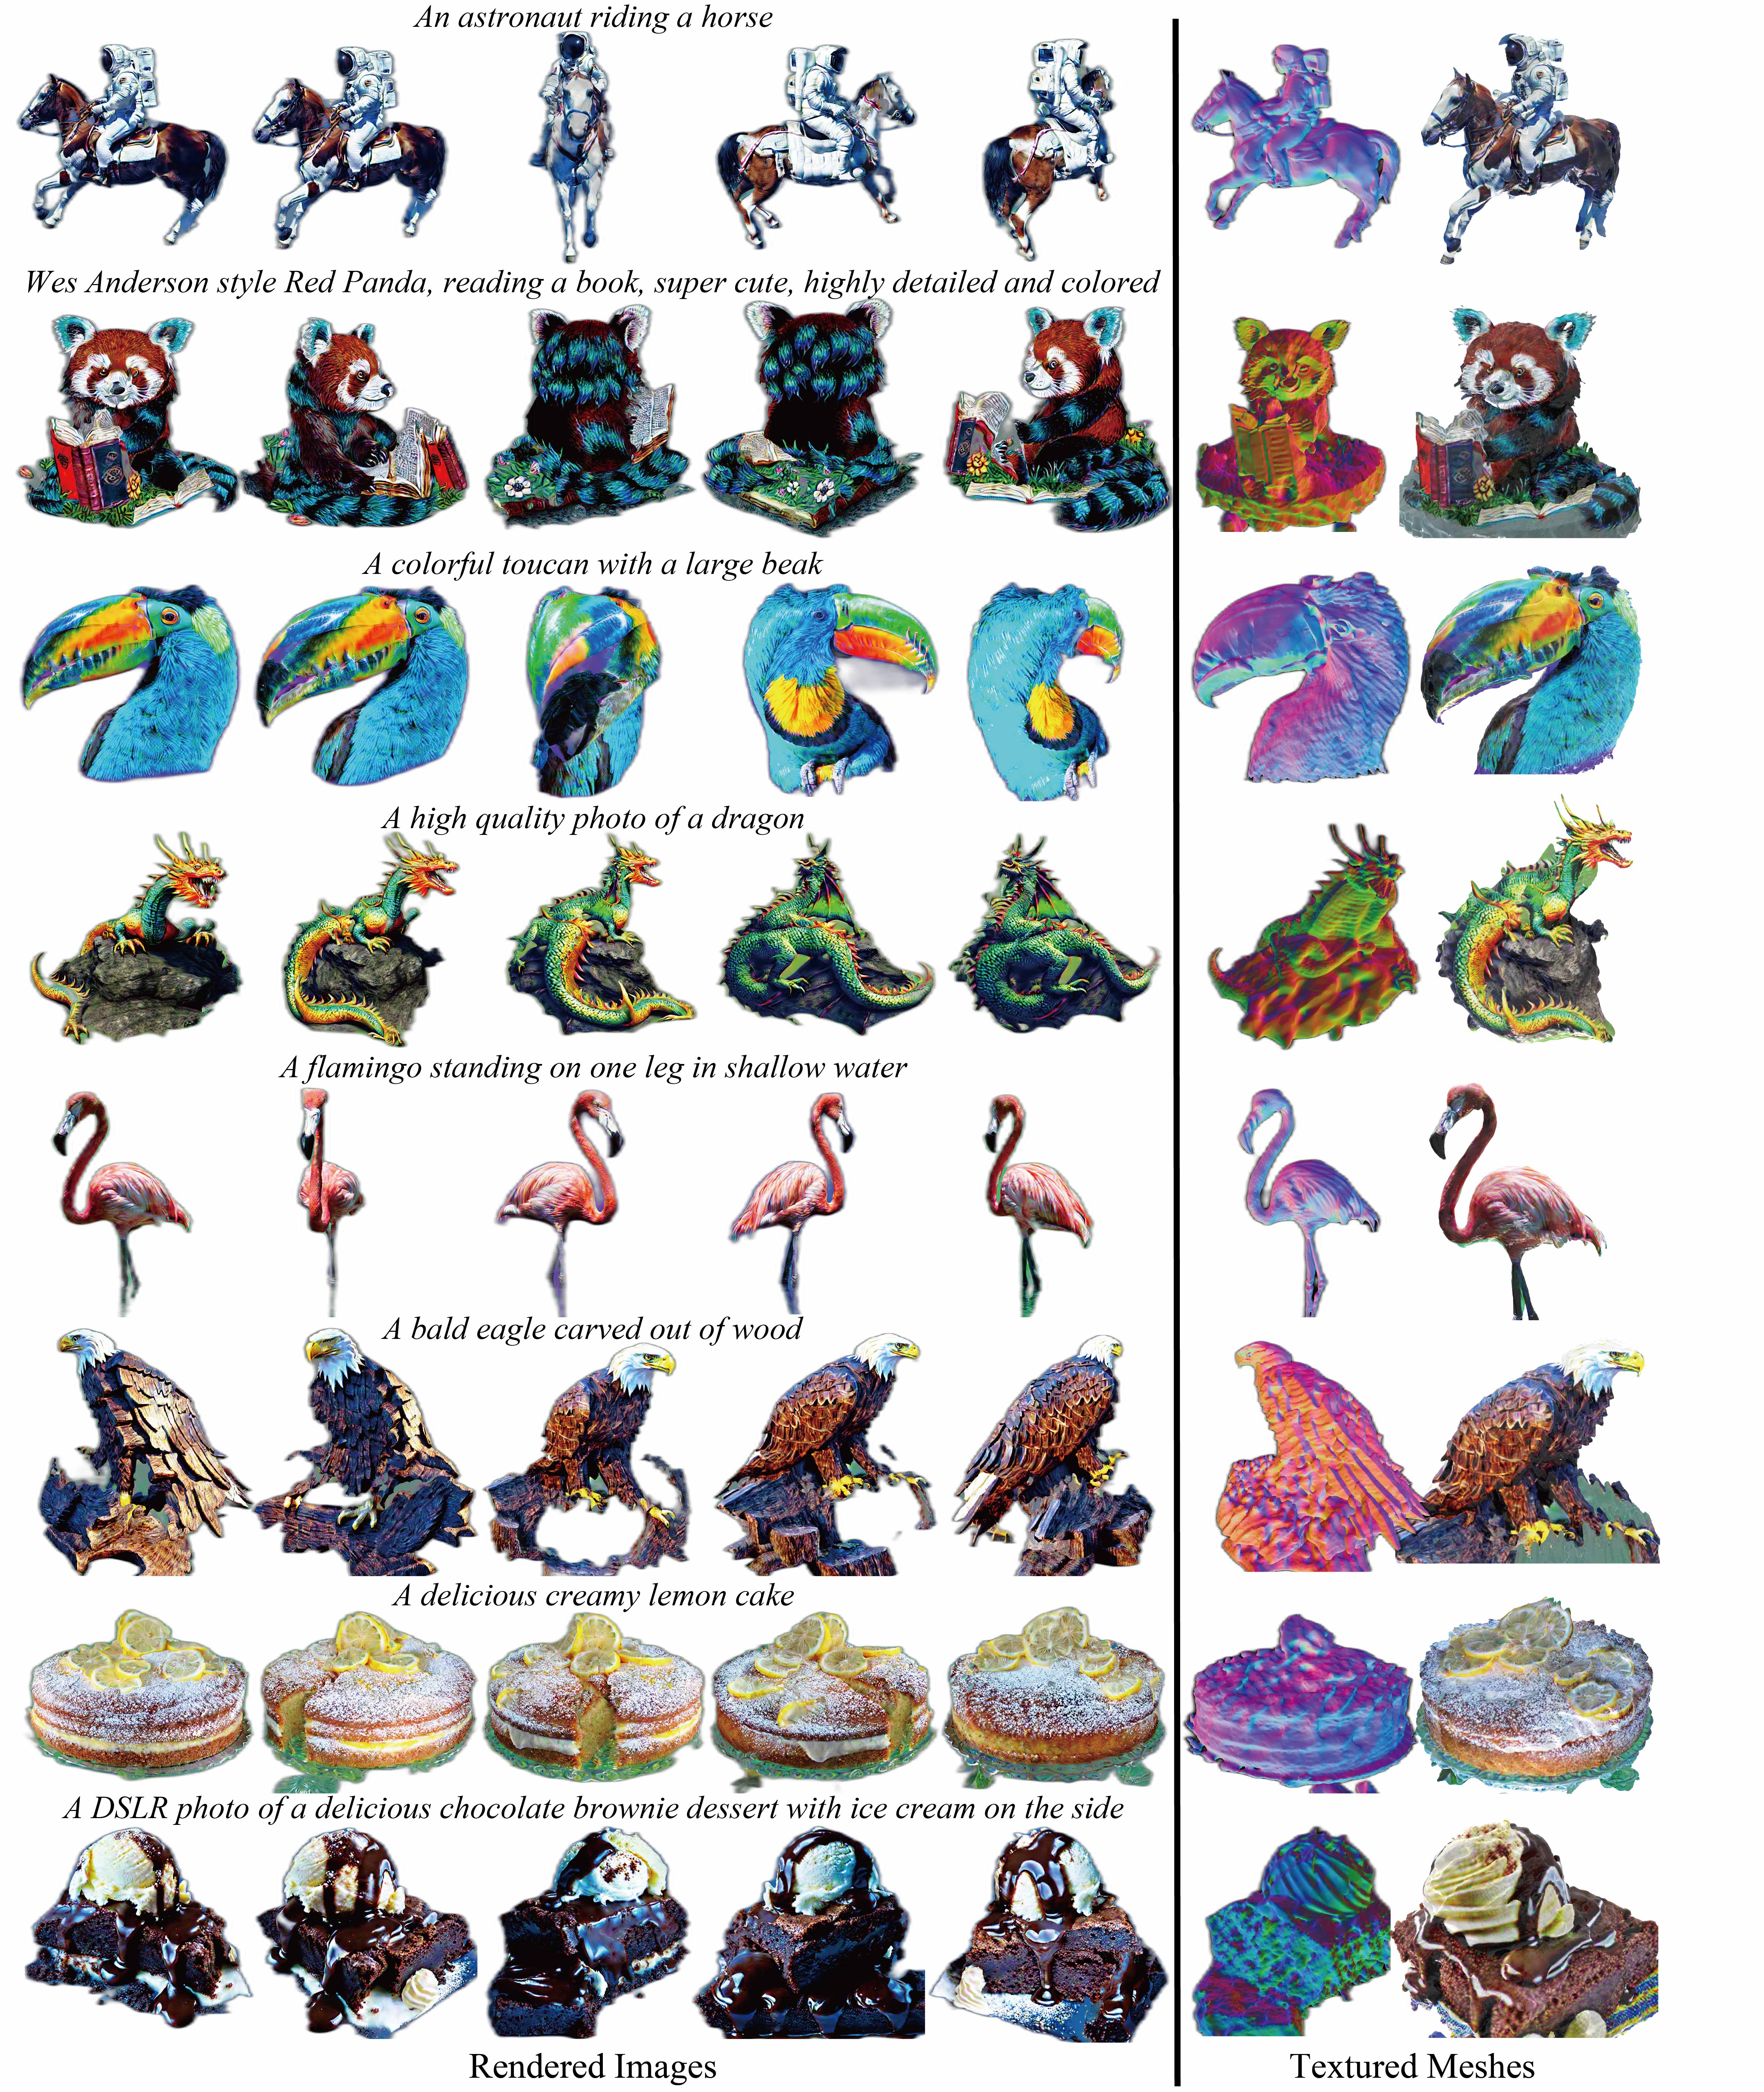 An astronaut riding a horse
Wes Anderson style Red Panda, reading a book, super cute, highly detailed and colored
A colorful toucan with a large beak
A high quality photo of a dragon
A flamingo standing on one leg in shallow water
A bald eagle carved out of wood
A delicious creamy lemon cake
A DSLR photo of a delicious chocolate brownie dessert with ice cream on the side
Rendered Images
Textured Meshes